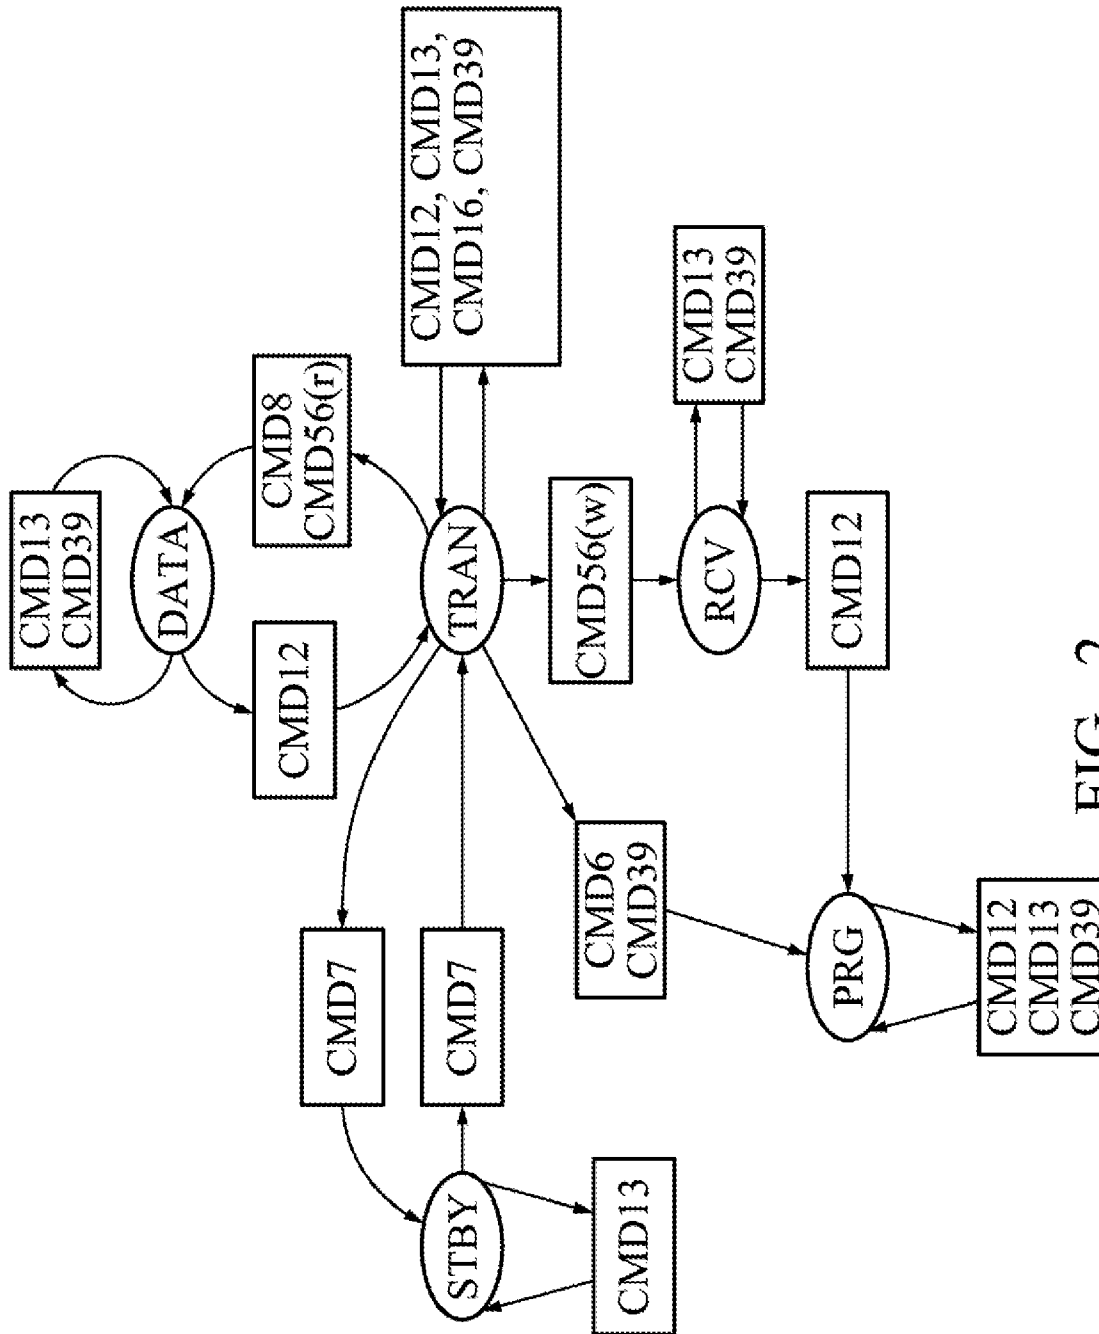 CMD13
CMD39
DATA
CMD12
CMD8
CMD56(r)
CMD7
STBY
CMD7
TRAN
CMD12, CMD13,
CMD16, CMD39
CMD13
CMD6
CMD39
CMD56(w)
RCV
CMD13
CMD39
PRG
CMD12
CMD12
CMD13
CMD39
FIG 2